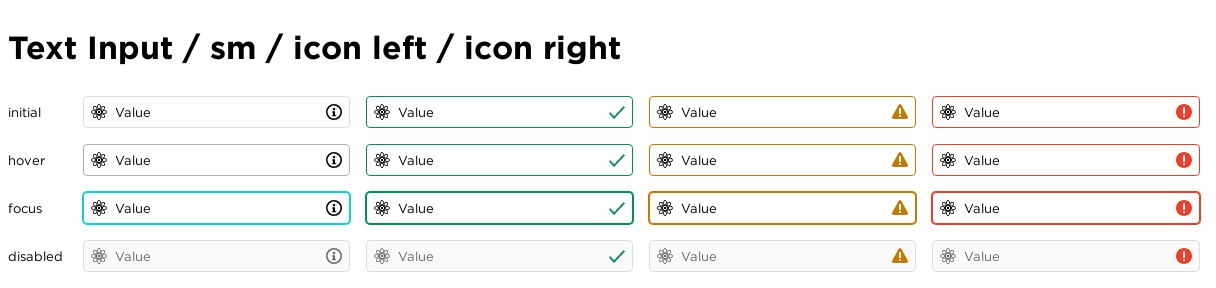 Text Input / sm / icon left / icon right
initial Value Value Value Value
hover Value Value Value Value
focus Value Value Value Value
disabled Value Value Value Value